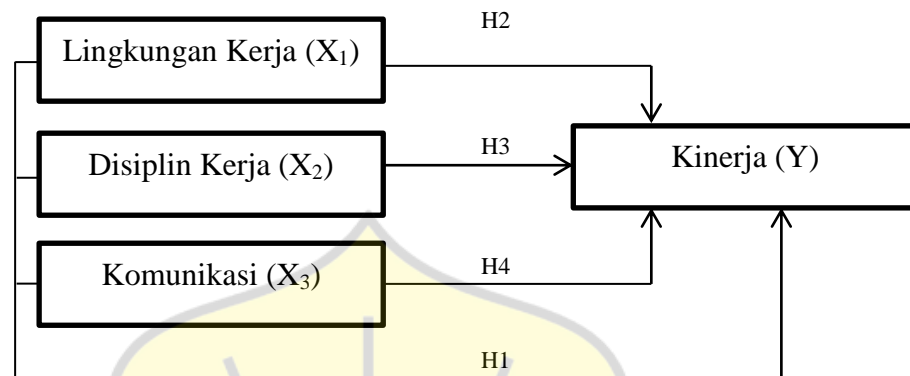 H2
Lingkungan Kerja (X₁)
H3
Disiplin Kerja (X₂)
Kinerja (Y)
H4
Komunikasi (X₃)
H1